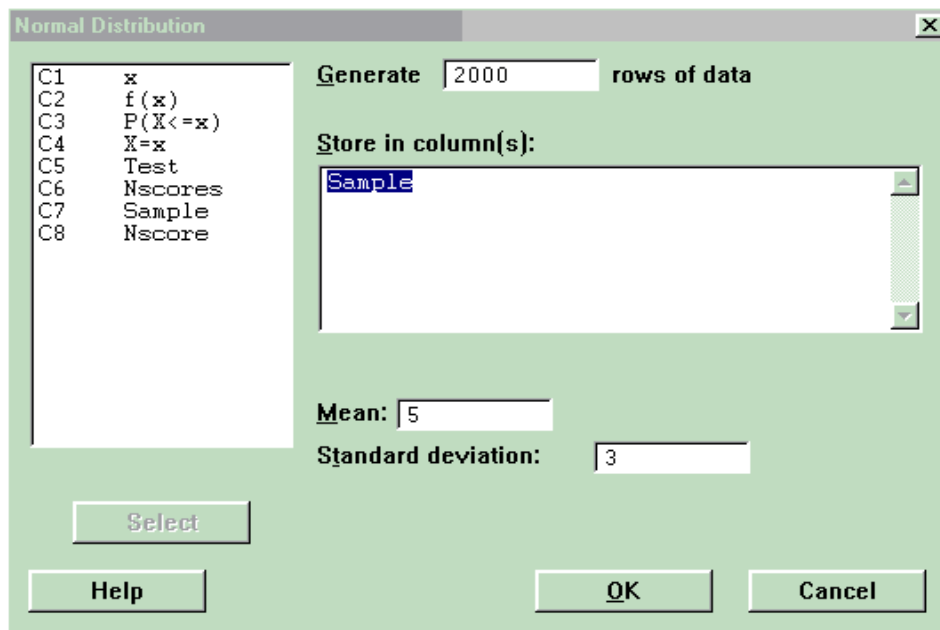 Normal Distribution
C1 x
C2 f(x)
C3 P(X<=x)
C4 X=x
C5 Test
C6 Nscores
C7 Sample
C8 Nscore
Generate 2000 rows of data
Store in column(s):
Sample
Mean: 5
Standard deviation: 3
Select
Help
OK
Cancel